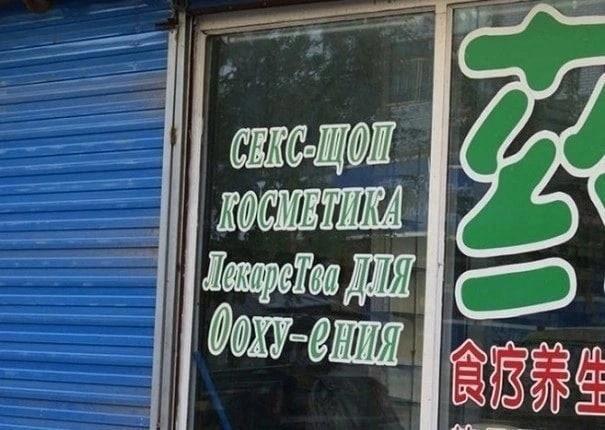 СЕКС-ЩОП
КОСМЕТИКА
ЛекарсТва ДЛЯ
Ооху-ения
食疗养生